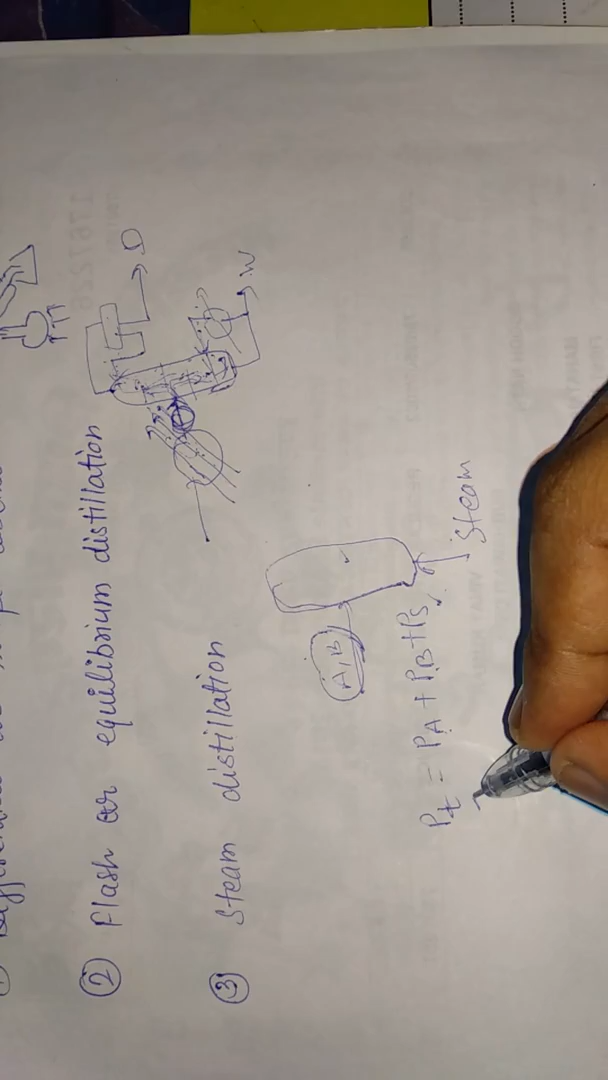 ② Flash or equilibrium distillation
D
W
③ Steam distillation
A,B
Steam
Pt = PA + PB + Ps